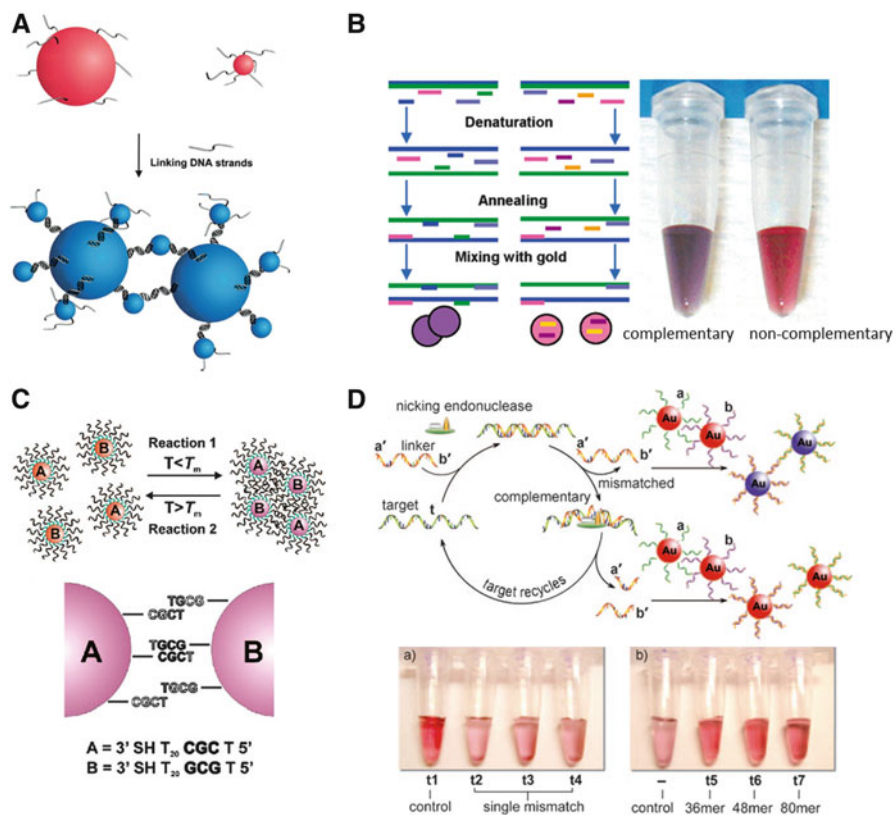 A
Linking DNA strands
B
Denaturation
Annealing
Mixing with gold
complementary
non-complementary
C
A
B
B
A
Reaction 1
T<Tm
T>Tm
Reaction 2
A
B
B
A
A
B
TGCG
CGCT
TGCG
CGCT
TGCG
CGCT
A = 3' SH T20 CGC T 5'
B = 3' SH T20 GCG T 5'
D
nicking endonuclease
a'
linker
b'
target
t
a'
b'
mismatched
complementary
target recycles
a'
b'
a
b
Au
Au
Au
Au
a
b
Au
Au
Au
Au
a)
t1 t2 t3 t4
control single mismatch
b)
– t5 t6 t7
control 36mer 48mer 80mer